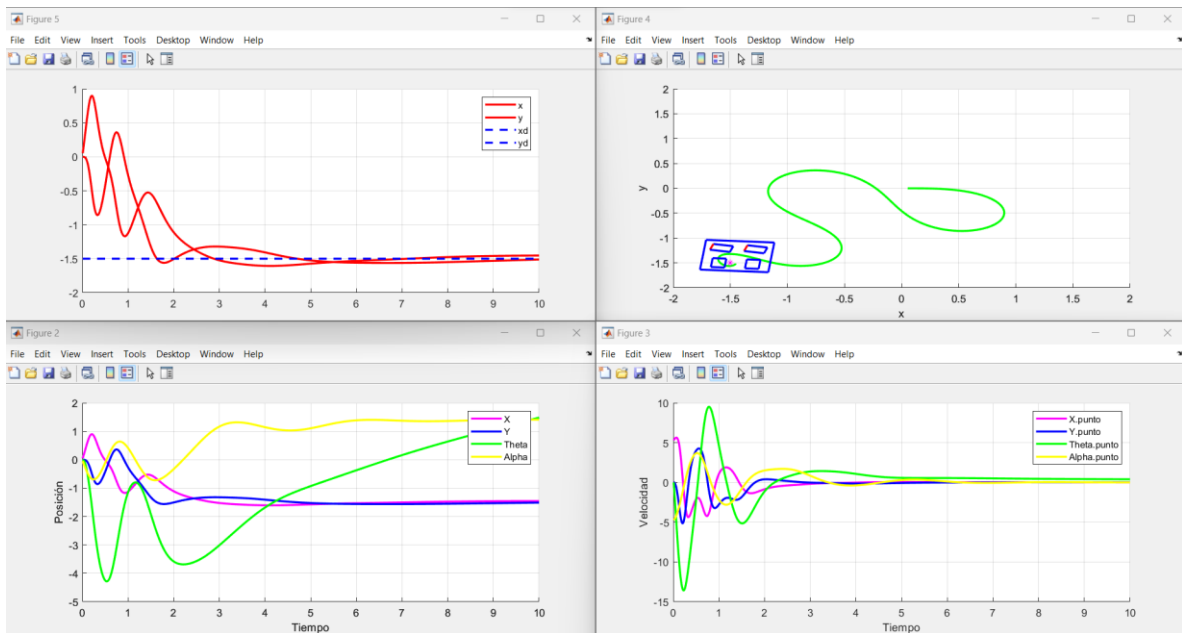 Figure 5
File Edit View Insert Tools Desktop Window Help
1
0.5
0
-0.5
-1
-1.5
-2
0 1 2 3 4 5 6 7 8 9 10
x
y
xd
yd
Figure 4
File Edit View Insert Tools Desktop Window Help
2
1.5
1
0.5
0
-0.5
-1
-1.5
-2
y
-2 -1.5 -1 -0.5 0 0.5 1 1.5 2
x
Figure 2
File Edit View Insert Tools Desktop Window Help
2
1
0
-1
-2
-3
-4
-5
Posición
0 1 2 3 4 5 6 7 8 9 10
Tiempo
X
Y
Theta
Alpha
Figure 3
File Edit View Insert Tools Desktop Window Help
10
5
0
-5
-10
-15
Velocidad
0 1 2 3 4 5 6 7 8 9 10
Tiempo
X.punto
Y.punto
Theta.punto
Alpha.punto